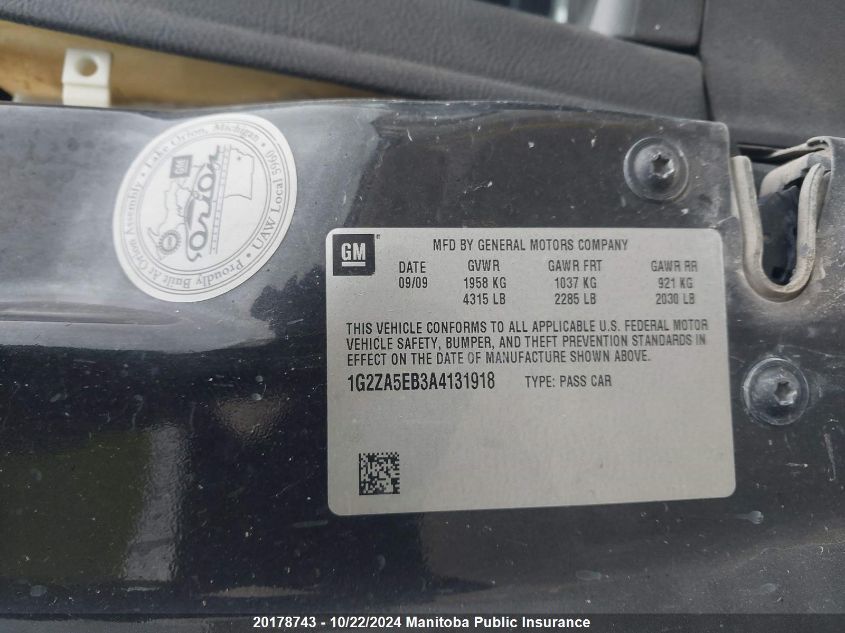 Proudly Built At Orion Assembly • Lake Orion, Michigan • UAW Local 5960
GM
Orion
GM
MFD BY GENERAL MOTORS COMPANY
DATE GVWR GAWR FRT GAWR RR
09/09 1958 KG 1037 KG 921 KG
4315 LB 2285 LB 2030 LB
THIS VEHICLE CONFORMS TO ALL APPLICABLE U.S. FEDERAL MOTOR
VEHICLE SAFETY, BUMPER, AND THEFT PREVENTION STANDARDS IN
EFFECT ON THE DATE OF MANUFACTURE SHOWN ABOVE.
1G2ZA5EB3A4131918 TYPE: PASS CAR
20178743 - 10/22/2024 Manitoba Public Insurance